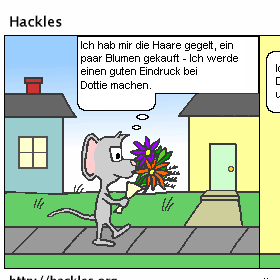 Hackles
Ich hab mir die Haare gegelt, ein
paar Blumen gekauft - Ich werde
einen guten Eindruck bei
Dottie machen.
http://hackles.org